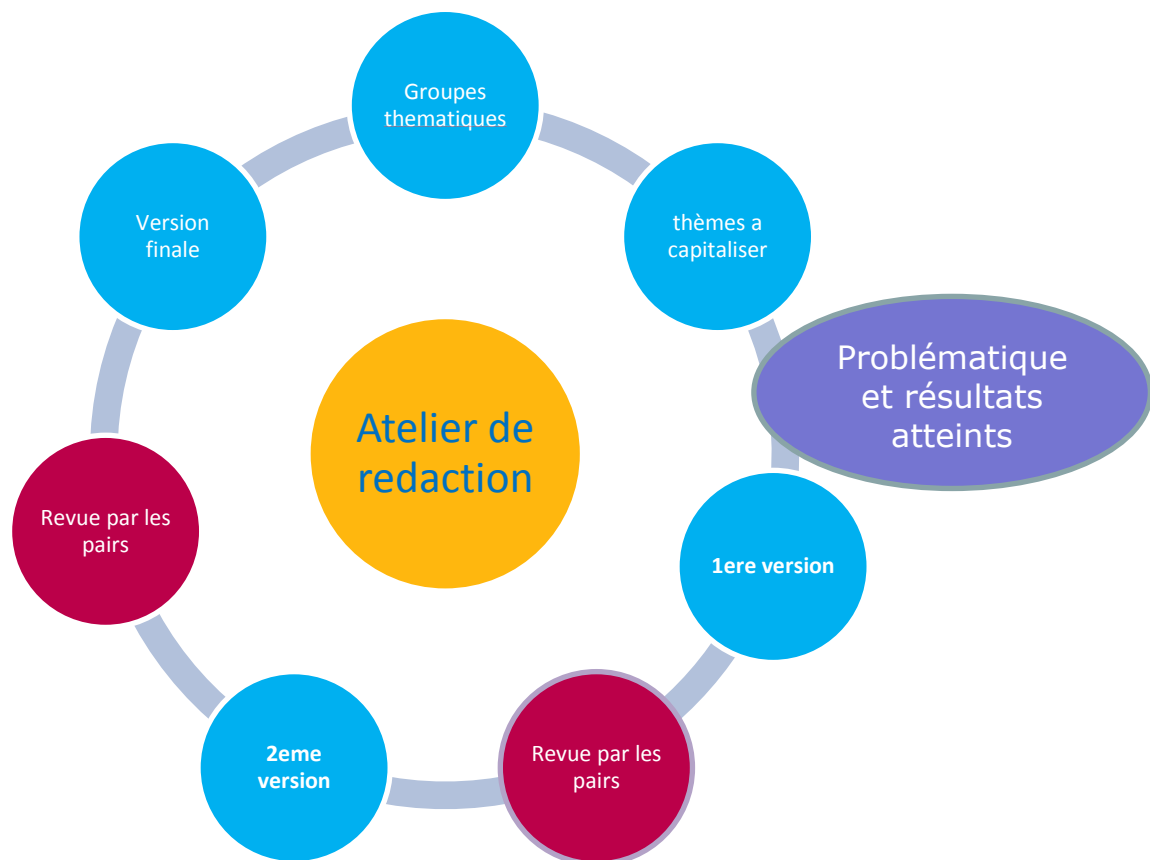 Groupes
thematiques
thèmes a
capitaliser
Problématique
et résultats
atteints
1ere version
Revue par les
pairs
2eme
version
Revue par les
pairs
Version
finale
Atelier de
redaction